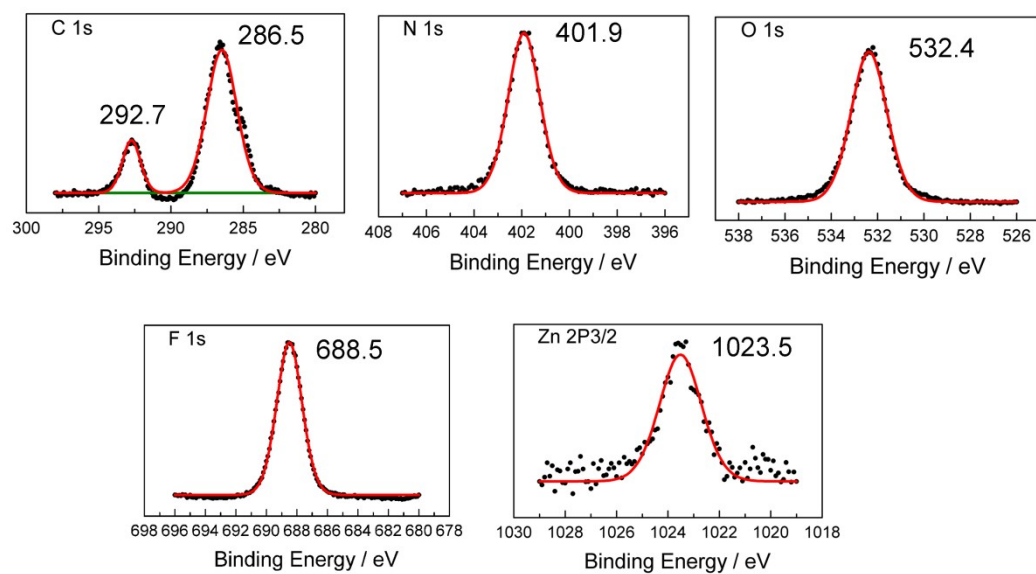 C 1s
286.5
292.7
300 295 290 285 280
Binding Energy / eV
N 1s
401.9
408 406 404 402 400 398 396
Binding Energy / eV
O 1s
532.4
538 536 534 532 530 528 526
Binding Energy / eV
F 1s
688.5
698 696 694 692 690 688 686 684 682 680 678
Binding Energy / eV
Zn 2P3/2
1023.5
1030 1028 1026 1024 1022 1020 1018
Binding Energy / eV